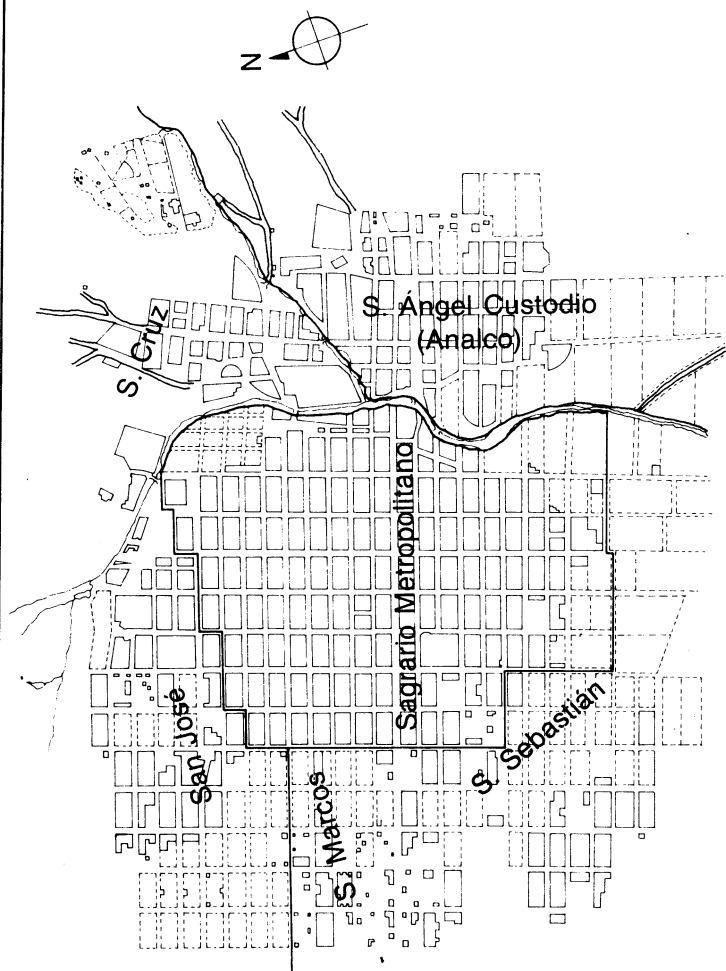 N
S. Ángel Custodio
(Analco)
S. Cruz
Sagrario Metropolitano
San José
S. Sebastián
S. Marcos